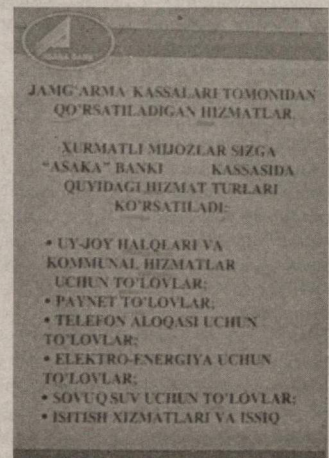 ASAKA BANK
JAMG'ARMA KASSALARI TOMONIDAN
QO'RSATILADIGAN HIZMATLAR.
XURMATLI MIJOZLAR SIZGA
“ASAKA” BANKI KASSASIDA
QUYIDAGI HIZMAT TURLARI
KO'RSATILADI:
• UY-JOY HALQLARI VA
KOMMUNAL HIZMATLAR
UCHUN TO'LOVLAR;
• PAYNET TO'LOVLAR;
• TELEFON ALOQASI UCHUN
TO'LOVLAR;
• ELEKTRO-ENERGIYA UCHUN
TO'LOVLAR;
• SOVUQ SUV UCHUN TO'LOVLAR;
• ISITISH XIZMATLARI VA ISSIQ